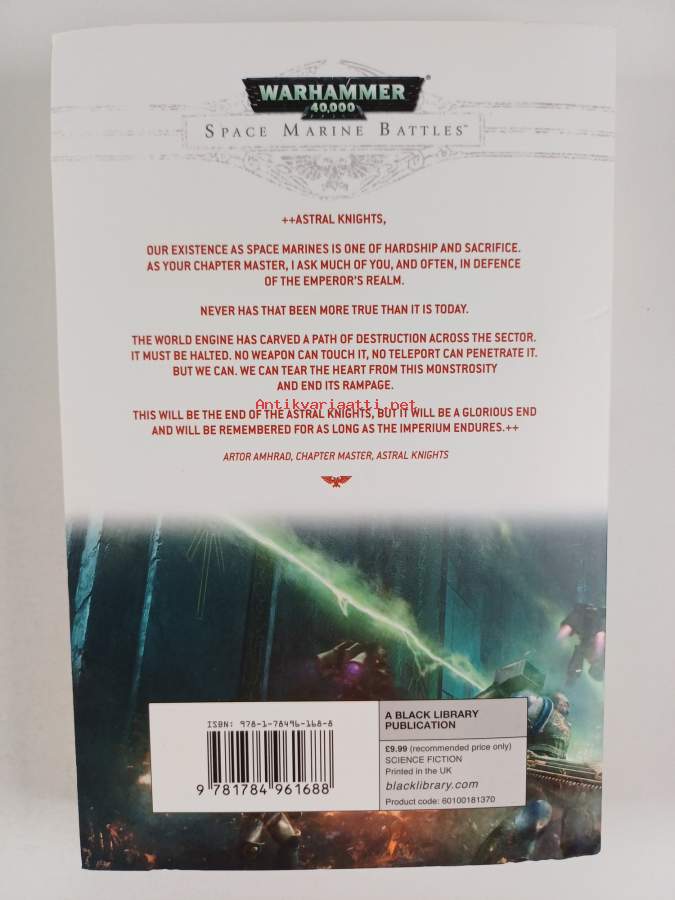 WARHAMMER®
40,000
SPACE MARINE BATTLES™
++ASTRAL KNIGHTS,
OUR EXISTENCE AS SPACE MARINES IS ONE OF HARDSHIP AND SACRIFICE.
AS YOUR CHAPTER MASTER, I ASK MUCH OF YOU, AND OFTEN, IN DEFENCE
OF THE EMPEROR'S REALM.
NEVER HAS THAT BEEN MORE TRUE THAN IT IS TODAY.
THE WORLD ENGINE HAS CARVED A PATH OF DESTRUCTION ACROSS THE SECTOR.
IT MUST BE HALTED. NO WEAPON CAN TOUCH IT, NO TELEPORT CAN PENETRATE IT.
BUT WE CAN. WE CAN TEAR THE HEART FROM THIS MONSTROSITY
AND END ITS RAMPAGE.
Antikvariaatti.net
THIS WILL BE THE END OF THE ASTRAL KNIGHTS, BUT IT WILL BE A GLORIOUS END
AND WILL BE REMEMBERED FOR AS LONG AS THE IMPERIUM ENDURES.++
ARTOR AMHRAD, CHAPTER MASTER, ASTRAL KNIGHTS
ISBN: 978-1-78496-168-8
9 781784 961688
A BLACK LIBRARY
PUBLICATION
£9.99 (recommended price only)
SCIENCE FICTION
Printed in the UK
blacklibrary.com
Product code: 60100181370